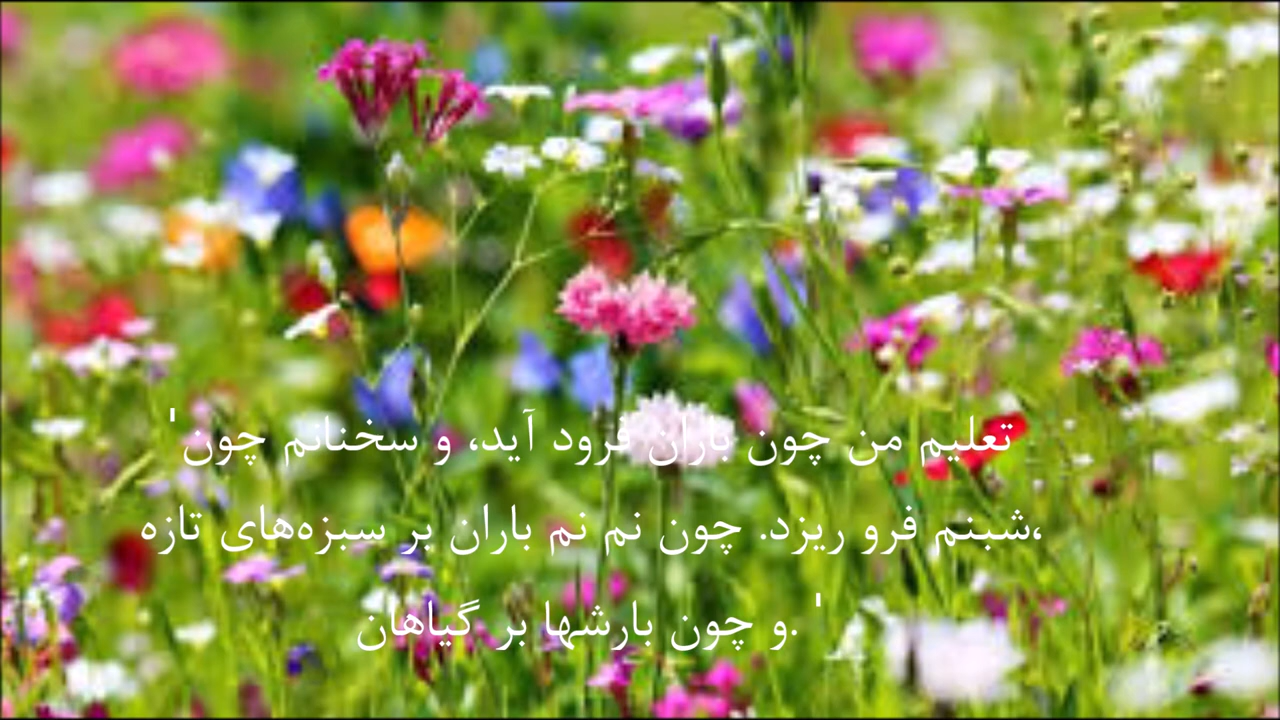 'تعلیم من چون باران فرود آید، و سخنانم چون
شبنم فرو ریزد. چون نم نم باران بر سبزه‌های تازه،
و چون بارشها بر گیاهان. '